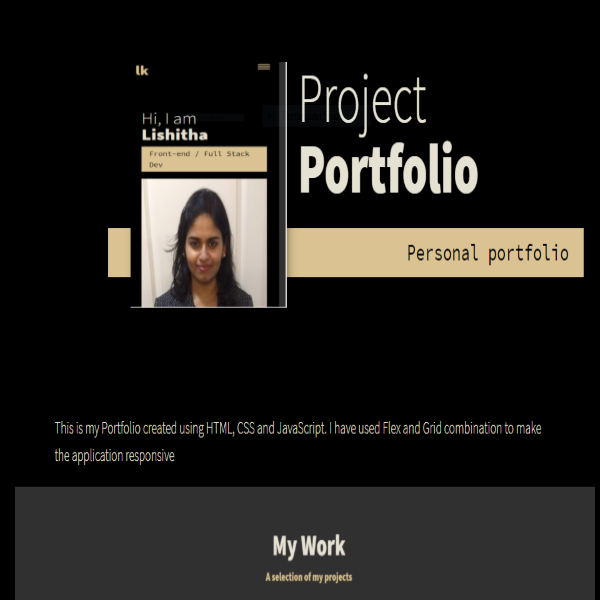 lk
Hi, I am
Lishitha
Front-end / Full Stack
Dev
Project
Portfolio
Personal portfolio
This is my Portfolio created using HTML, CSS and JavaScript. I have used Flex and Grid combination to make
the application responsive
My Work
A selection of my projects